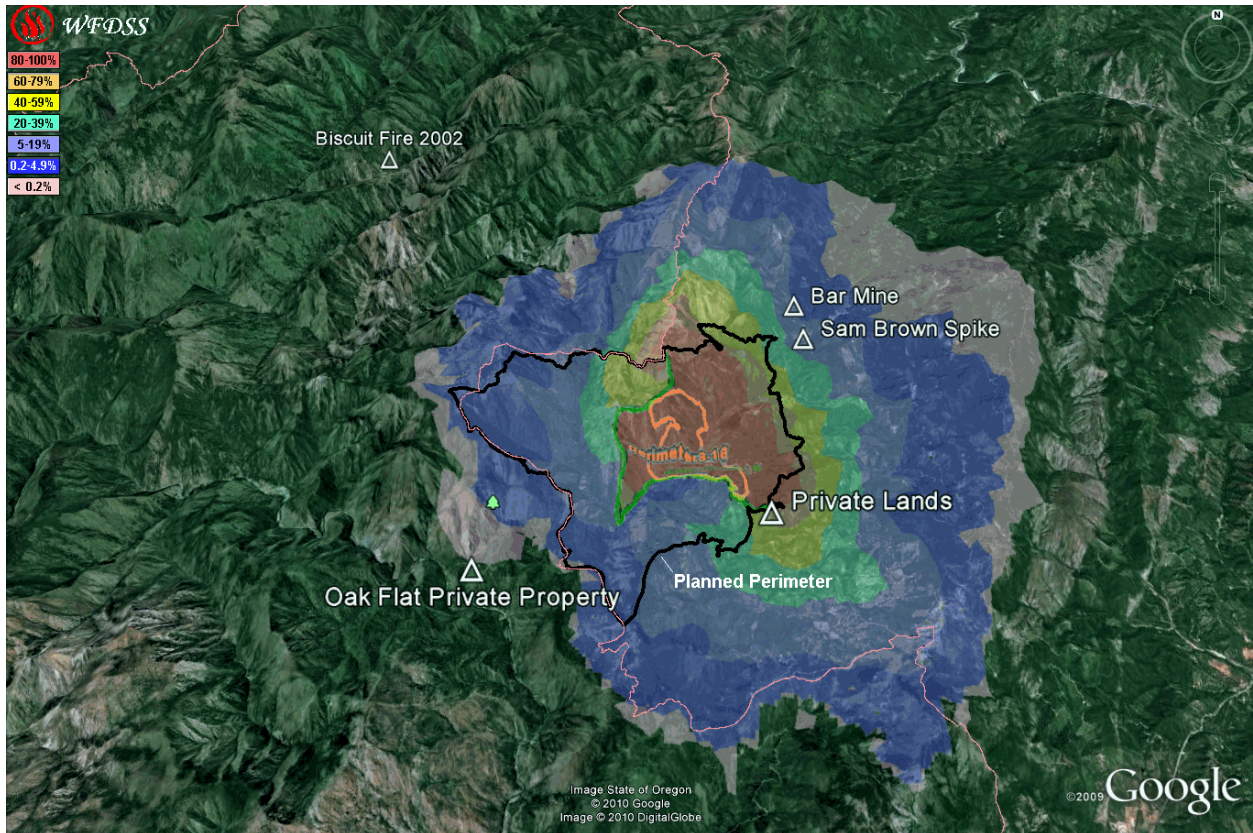 WFDSS
80-100%
60-79%
40-59%
20-39%
5-19%
0.2-4.9%
< 0.2%
N
Biscuit Fire 2002
Bar Mine
Sam Brown Spike
Private Lands
Planned Perimeter
Oak Flat Private Property
Image State of Oregon
© 2010 Google
Image © 2010 DigitalGlobe
©2009 Google